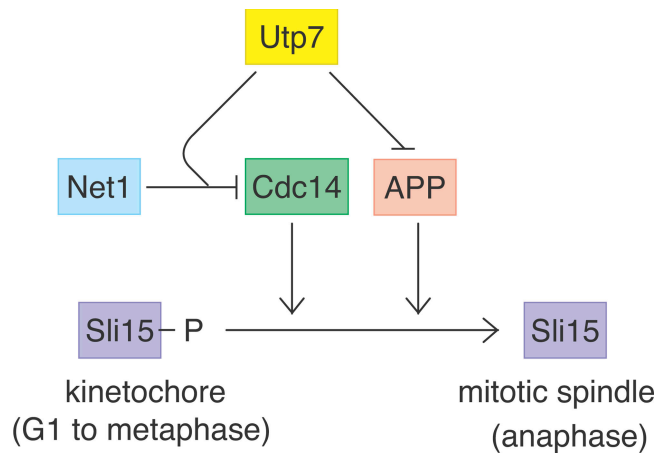 Utp7
Net1
Cdc14
APP
Sli15
P
Sli15
kinetochore
(G1 to metaphase)
mitotic spindle
(anaphase)